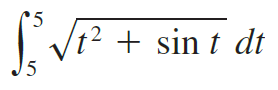 ∫₅⁵ √(t² + sin t) dt